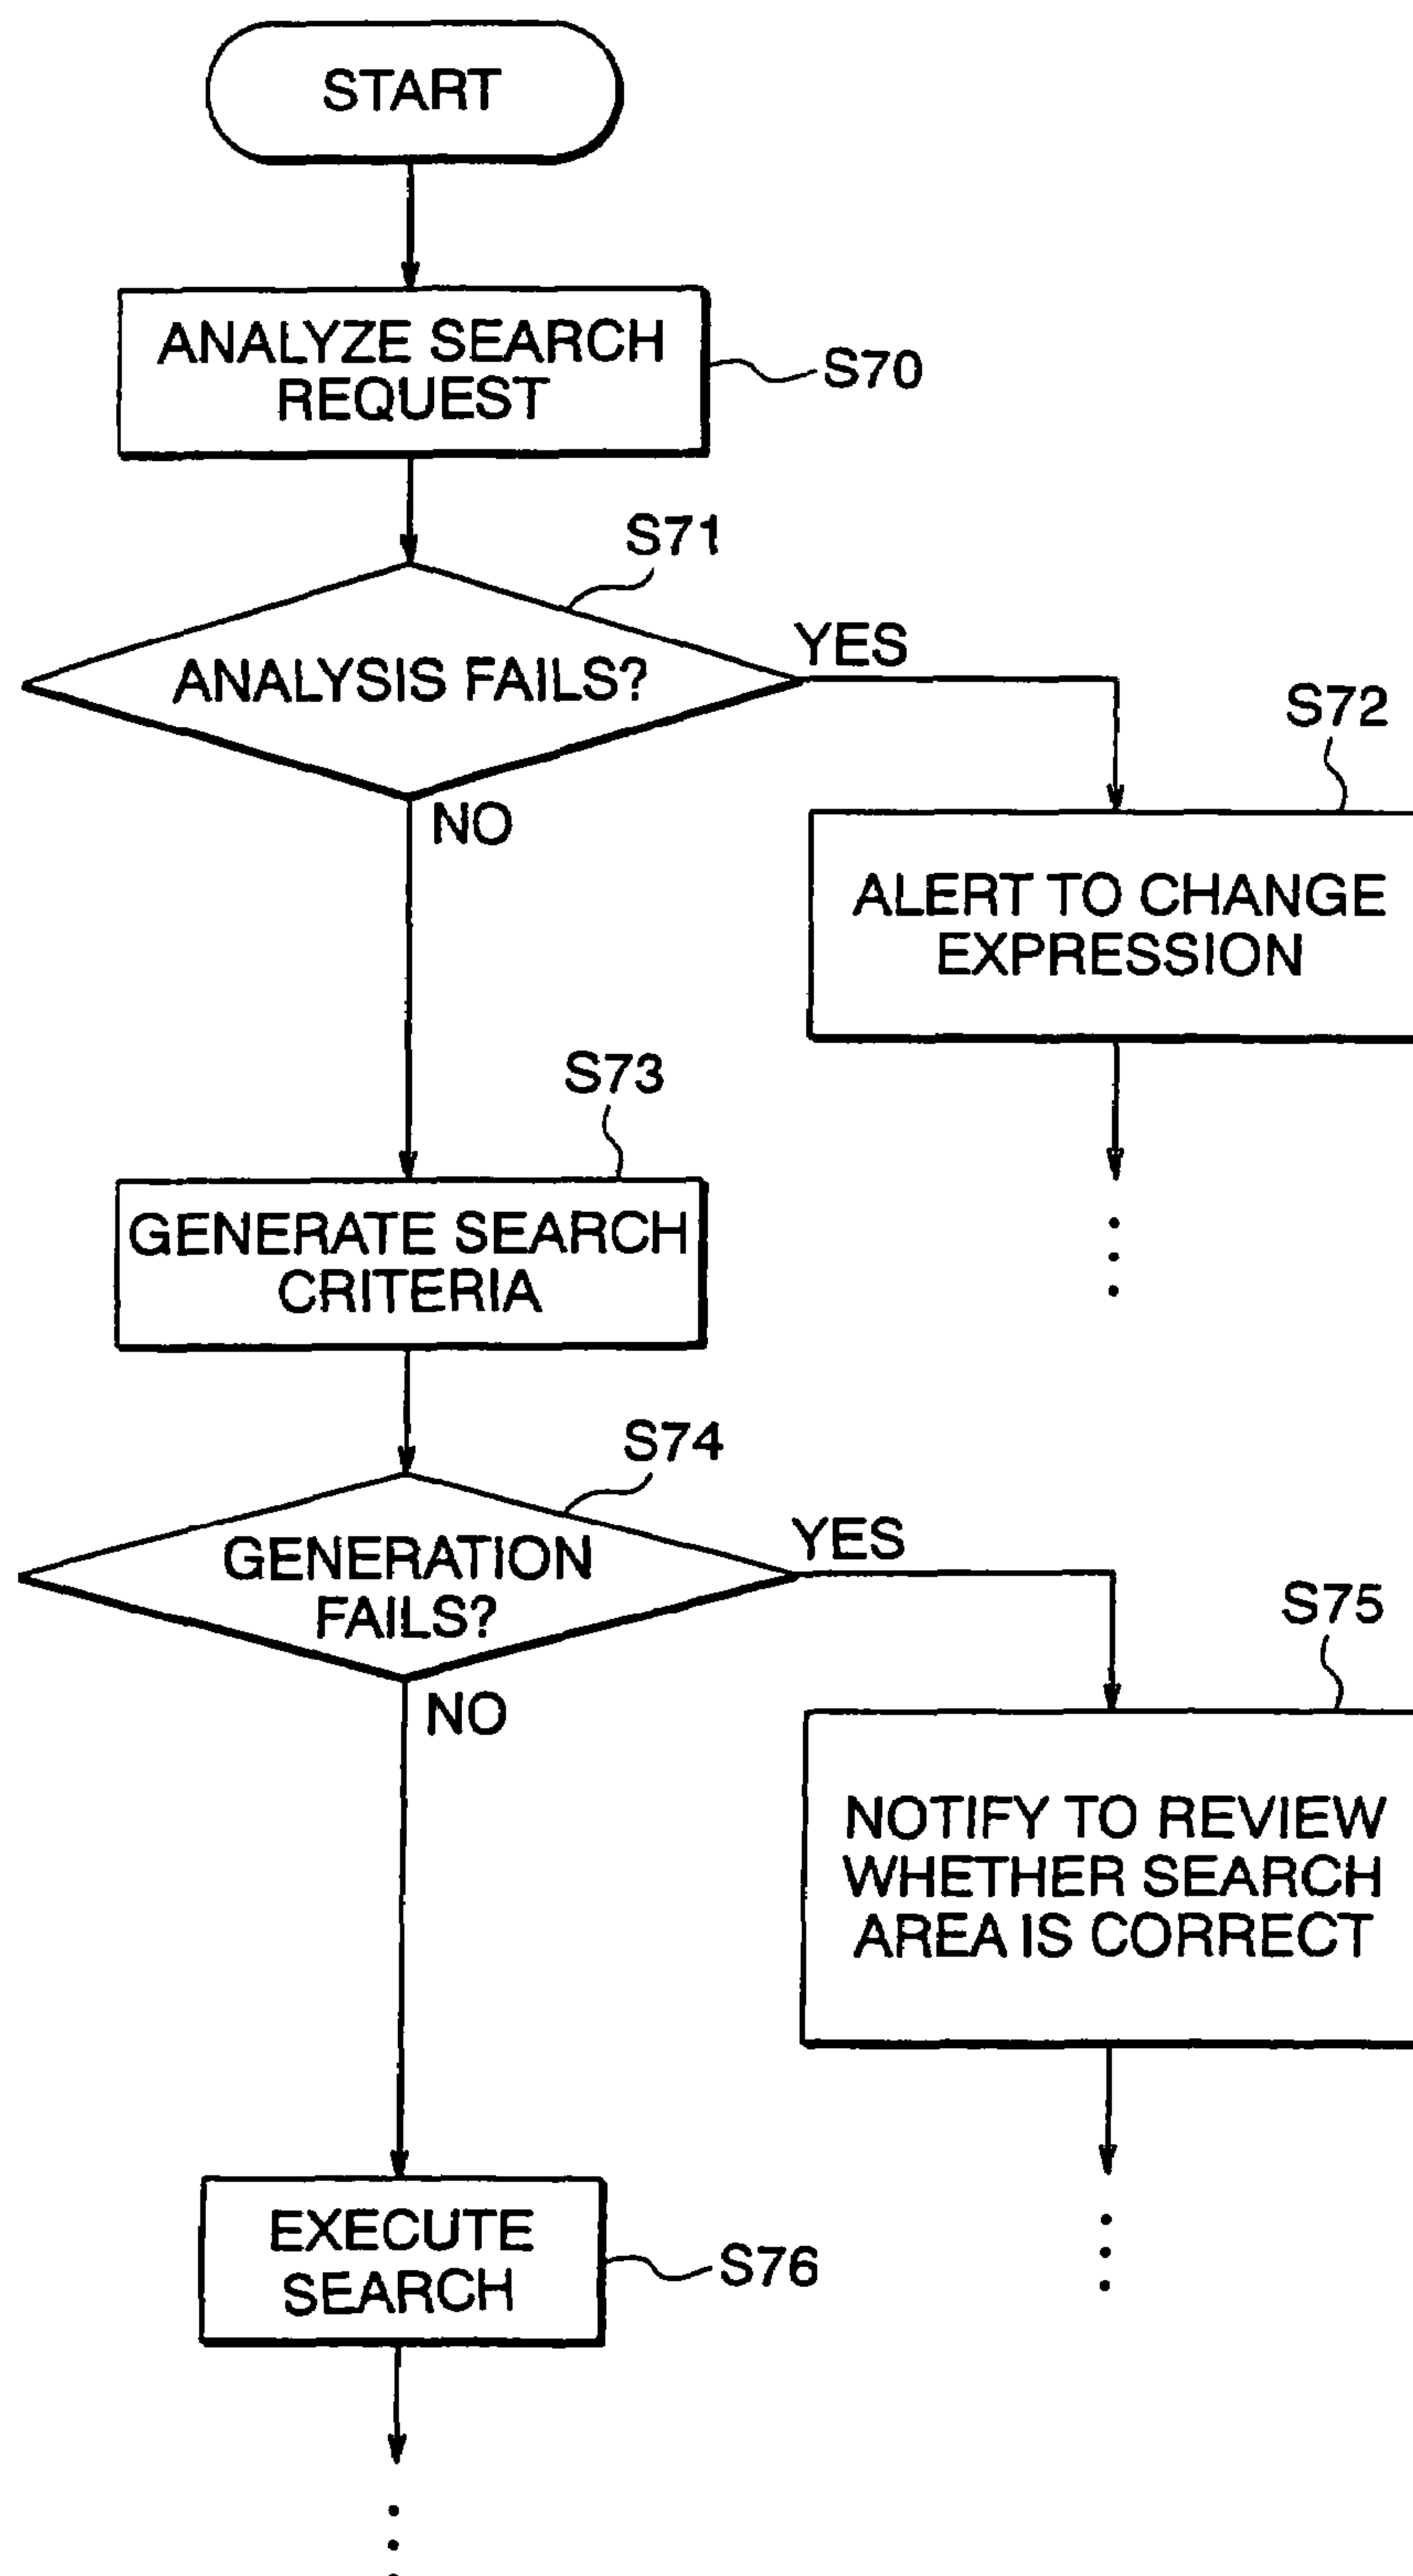 START
ANALYZE SEARCH
REQUEST
S70
S71
ANALYSIS FAILS?
YES
NO
S72
ALERT TO CHANGE
EXPRESSION
S73
GENERATE SEARCH
CRITERIA
S74
GENERATION
FAILS?
YES
NO
S75
NOTIFY TO REVIEW
WHETHER SEARCH
AREA IS CORRECT
EXECUTE
SEARCH
S76